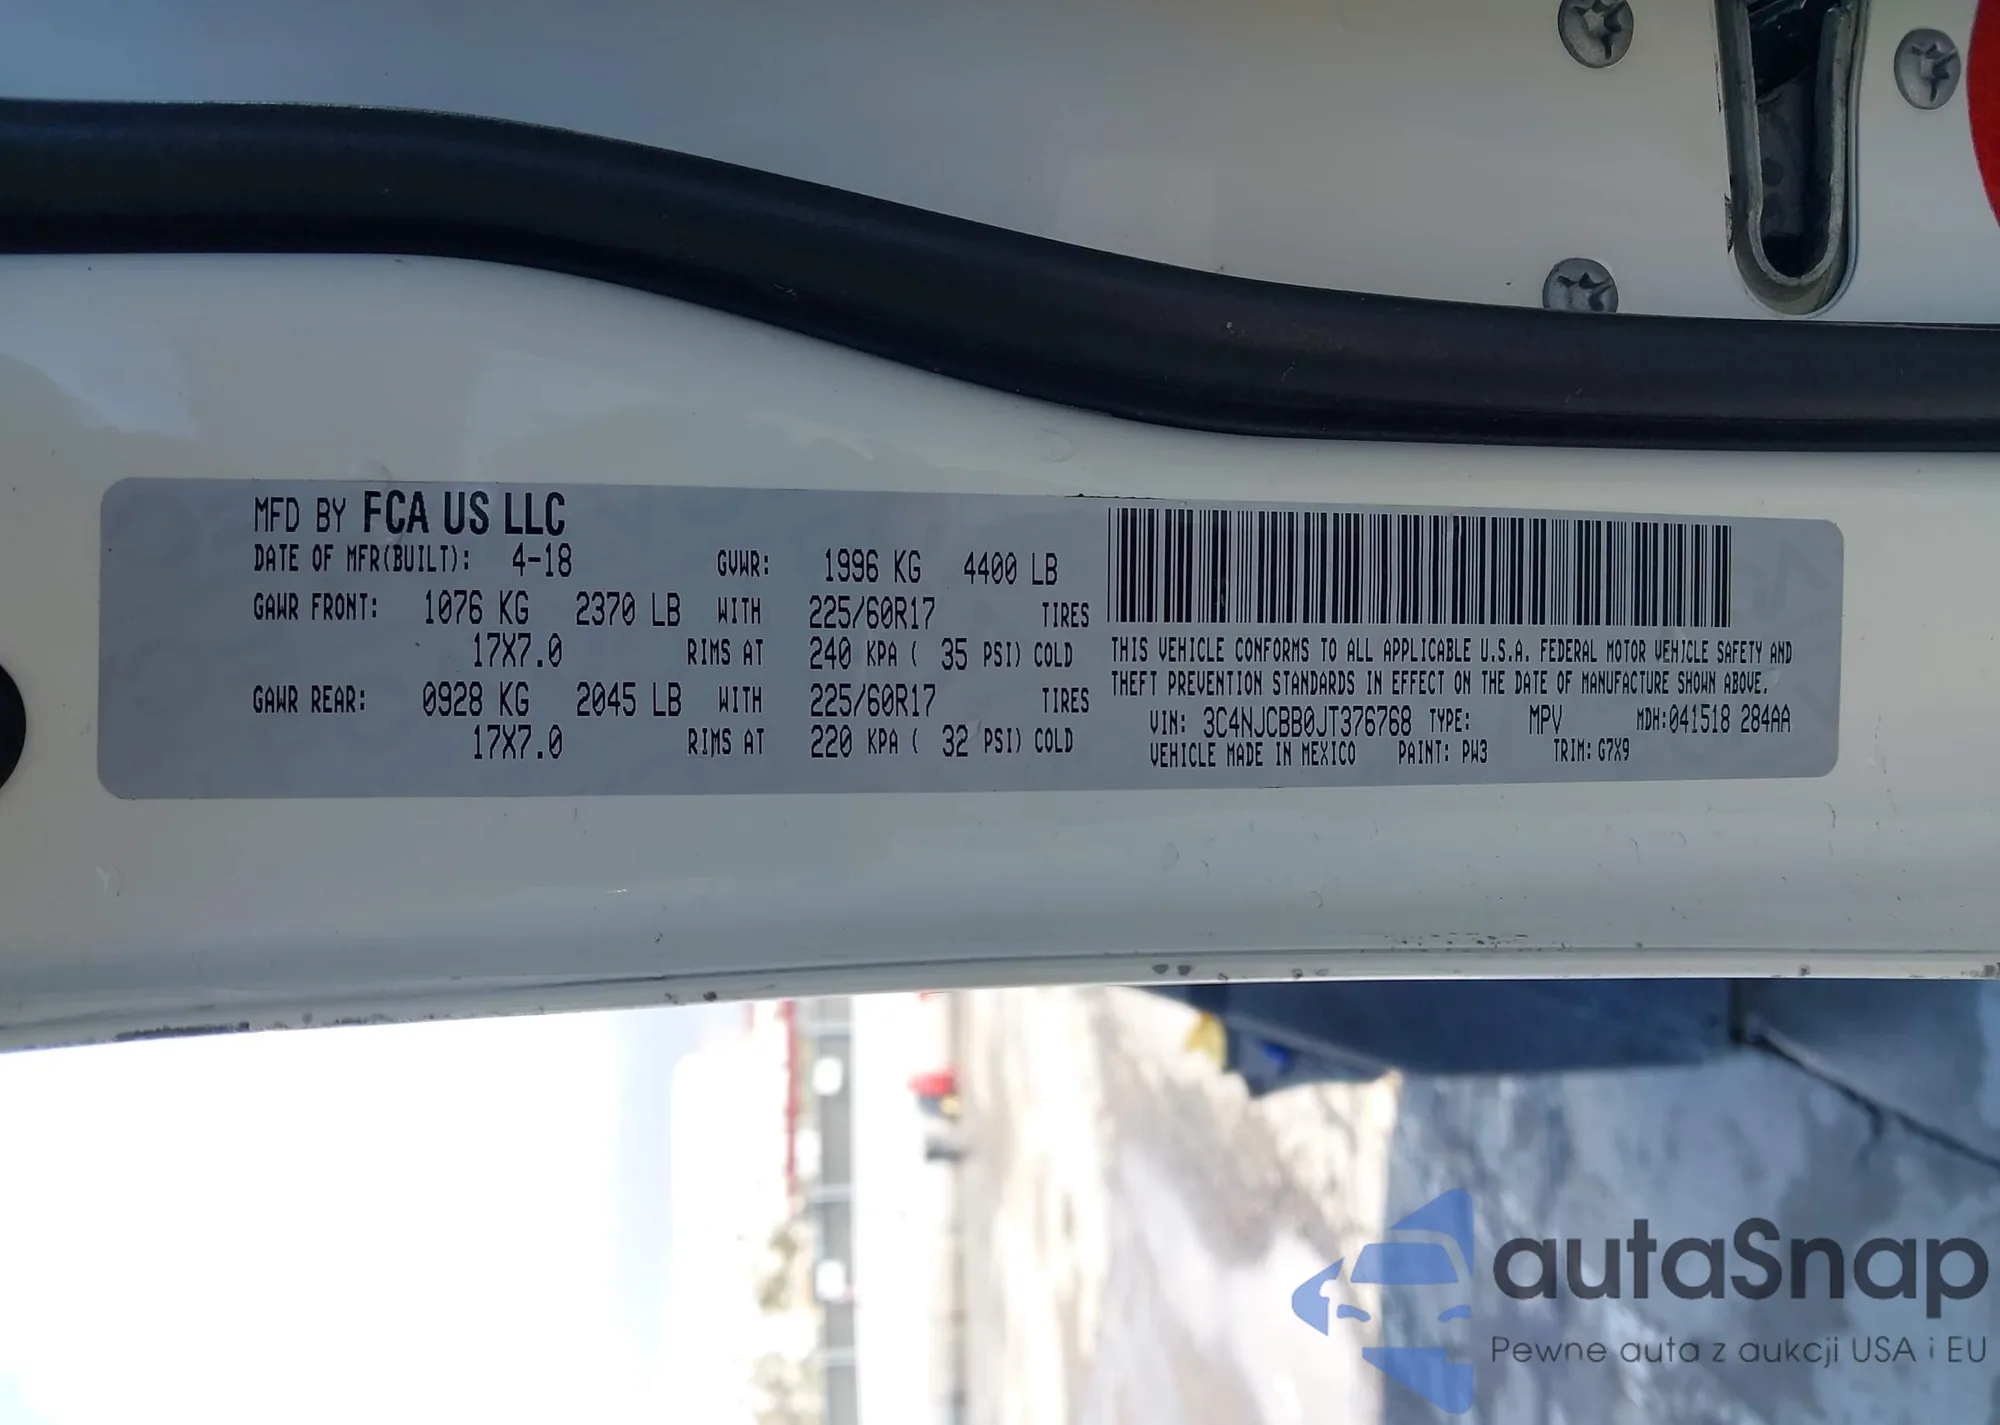 MFD BY FCA US LLC
DATE OF MFR(BUILT): 4-18 GVWR: 1996 KG 4400 LB
GAWR FRONT: 1076 KG 2370 LB WITH 225/60R17 TIRES
17X7.0 RIMS AT 240 KPA ( 35 PSI) COLD
GAWR REAR: 0928 KG 2045 LB WITH 225/60R17 TIRES
17X7.0 RIMS AT 220 KPA ( 32 PSI) COLD
THIS VEHICLE CONFORMS TO ALL APPLICABLE U.S.A. FEDERAL MOTOR VEHICLE SAFETY AND
THEFT PREVENTION STANDARDS IN EFFECT ON THE DATE OF MANUFACTURE SHOWN ABOVE.
VIN: 3C4NJCBB0JT376768 TYPE: MPV MDH:041518 284AA
VEHICLE MADE IN MEXICO PAINT: PW3 TRIM: G7X9
autaSnap
Pewne auta z aukcji USA i EU